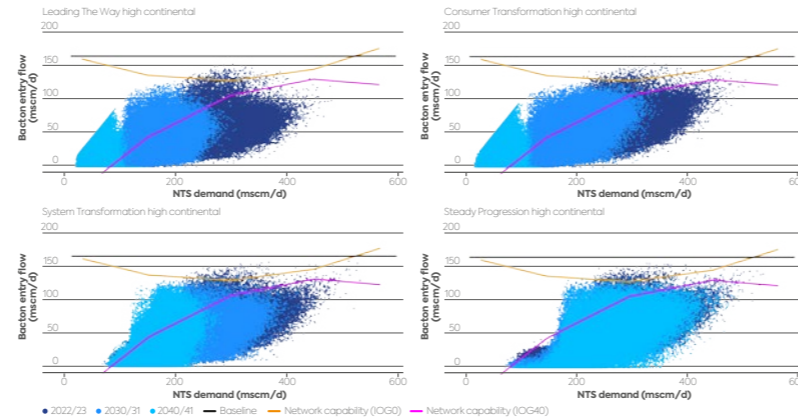 Leading The Way high continental
200
150
100
50
0
Bacton entry flow
(mscm/d)
0 200 400 600
NTS demand (mscm/d)
Consumer Transformation high continental
200
150
100
50
0
Bacton entry flow
(mscm/d)
0 200 400 60
NTS demand (mscm/d)
System Transformation high continental
200
150
100
50
0
Bacton entry flow
(mscm/d)
0 200 400 600
NTS demand (mscm/d)
Steady Progression high continental
200
150
100
50
0
Bacton entry flow
(mscm/d)
0 200 400 60
NTS demand (mscm/d)
2022/23 2030/31 2040/41 Baseline Network capability (IOG0) Network capability (IOG40)